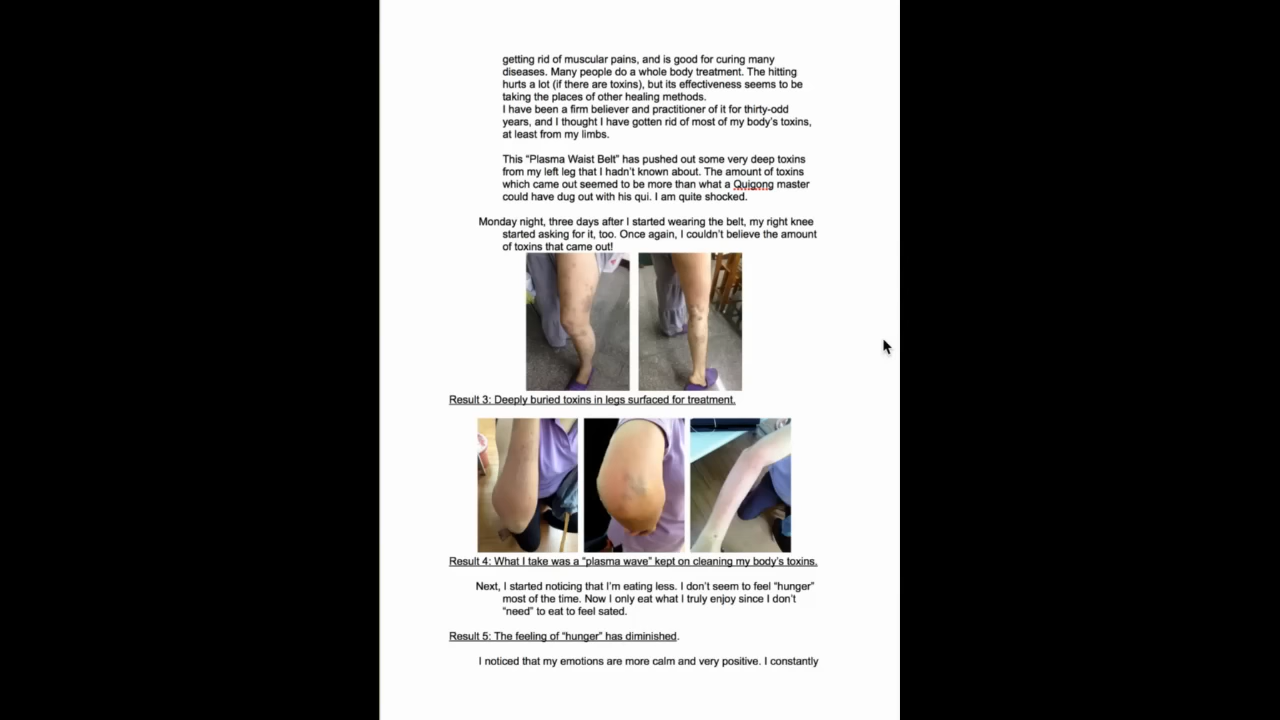 getting rid of muscular pains, and is good for curing many
diseases. Many people do a whole body treatment. The hitting
hurts a lot (if there are toxins), but its effectiveness seems to be
taking the places of other healing methods.
I have been a firm believer and practitioner of it for thirty-odd
years, and I thought I have gotten rid of most of my body's toxins,
at least from my limbs.
This “Plasma Waist Belt” has pushed out some very deep toxins
from my left leg that I hadn't known about. The amount of toxins
which came out seemed to be more than what a Quigong master
could have dug out with his qui. I am quite shocked.
Monday night, three days after I started wearing the belt, my right knee
started asking for it, too. Once again, I couldn't believe the amount
of toxins that came out!
Result 3: Deeply buried toxins in legs surfaced for treatment.
Result 4: What I take was a “plasma wave” kept on cleaning my body's toxins.
Next, I started noticing that I'm eating less. I don't seem to feel “hunger”
most of the time. Now I only eat what I truly enjoy since I don't
“need” to eat to feel sated.
Result 5: The feeling of “hunger” has diminished.
I noticed that my emotions are more calm and very positive. I constantly